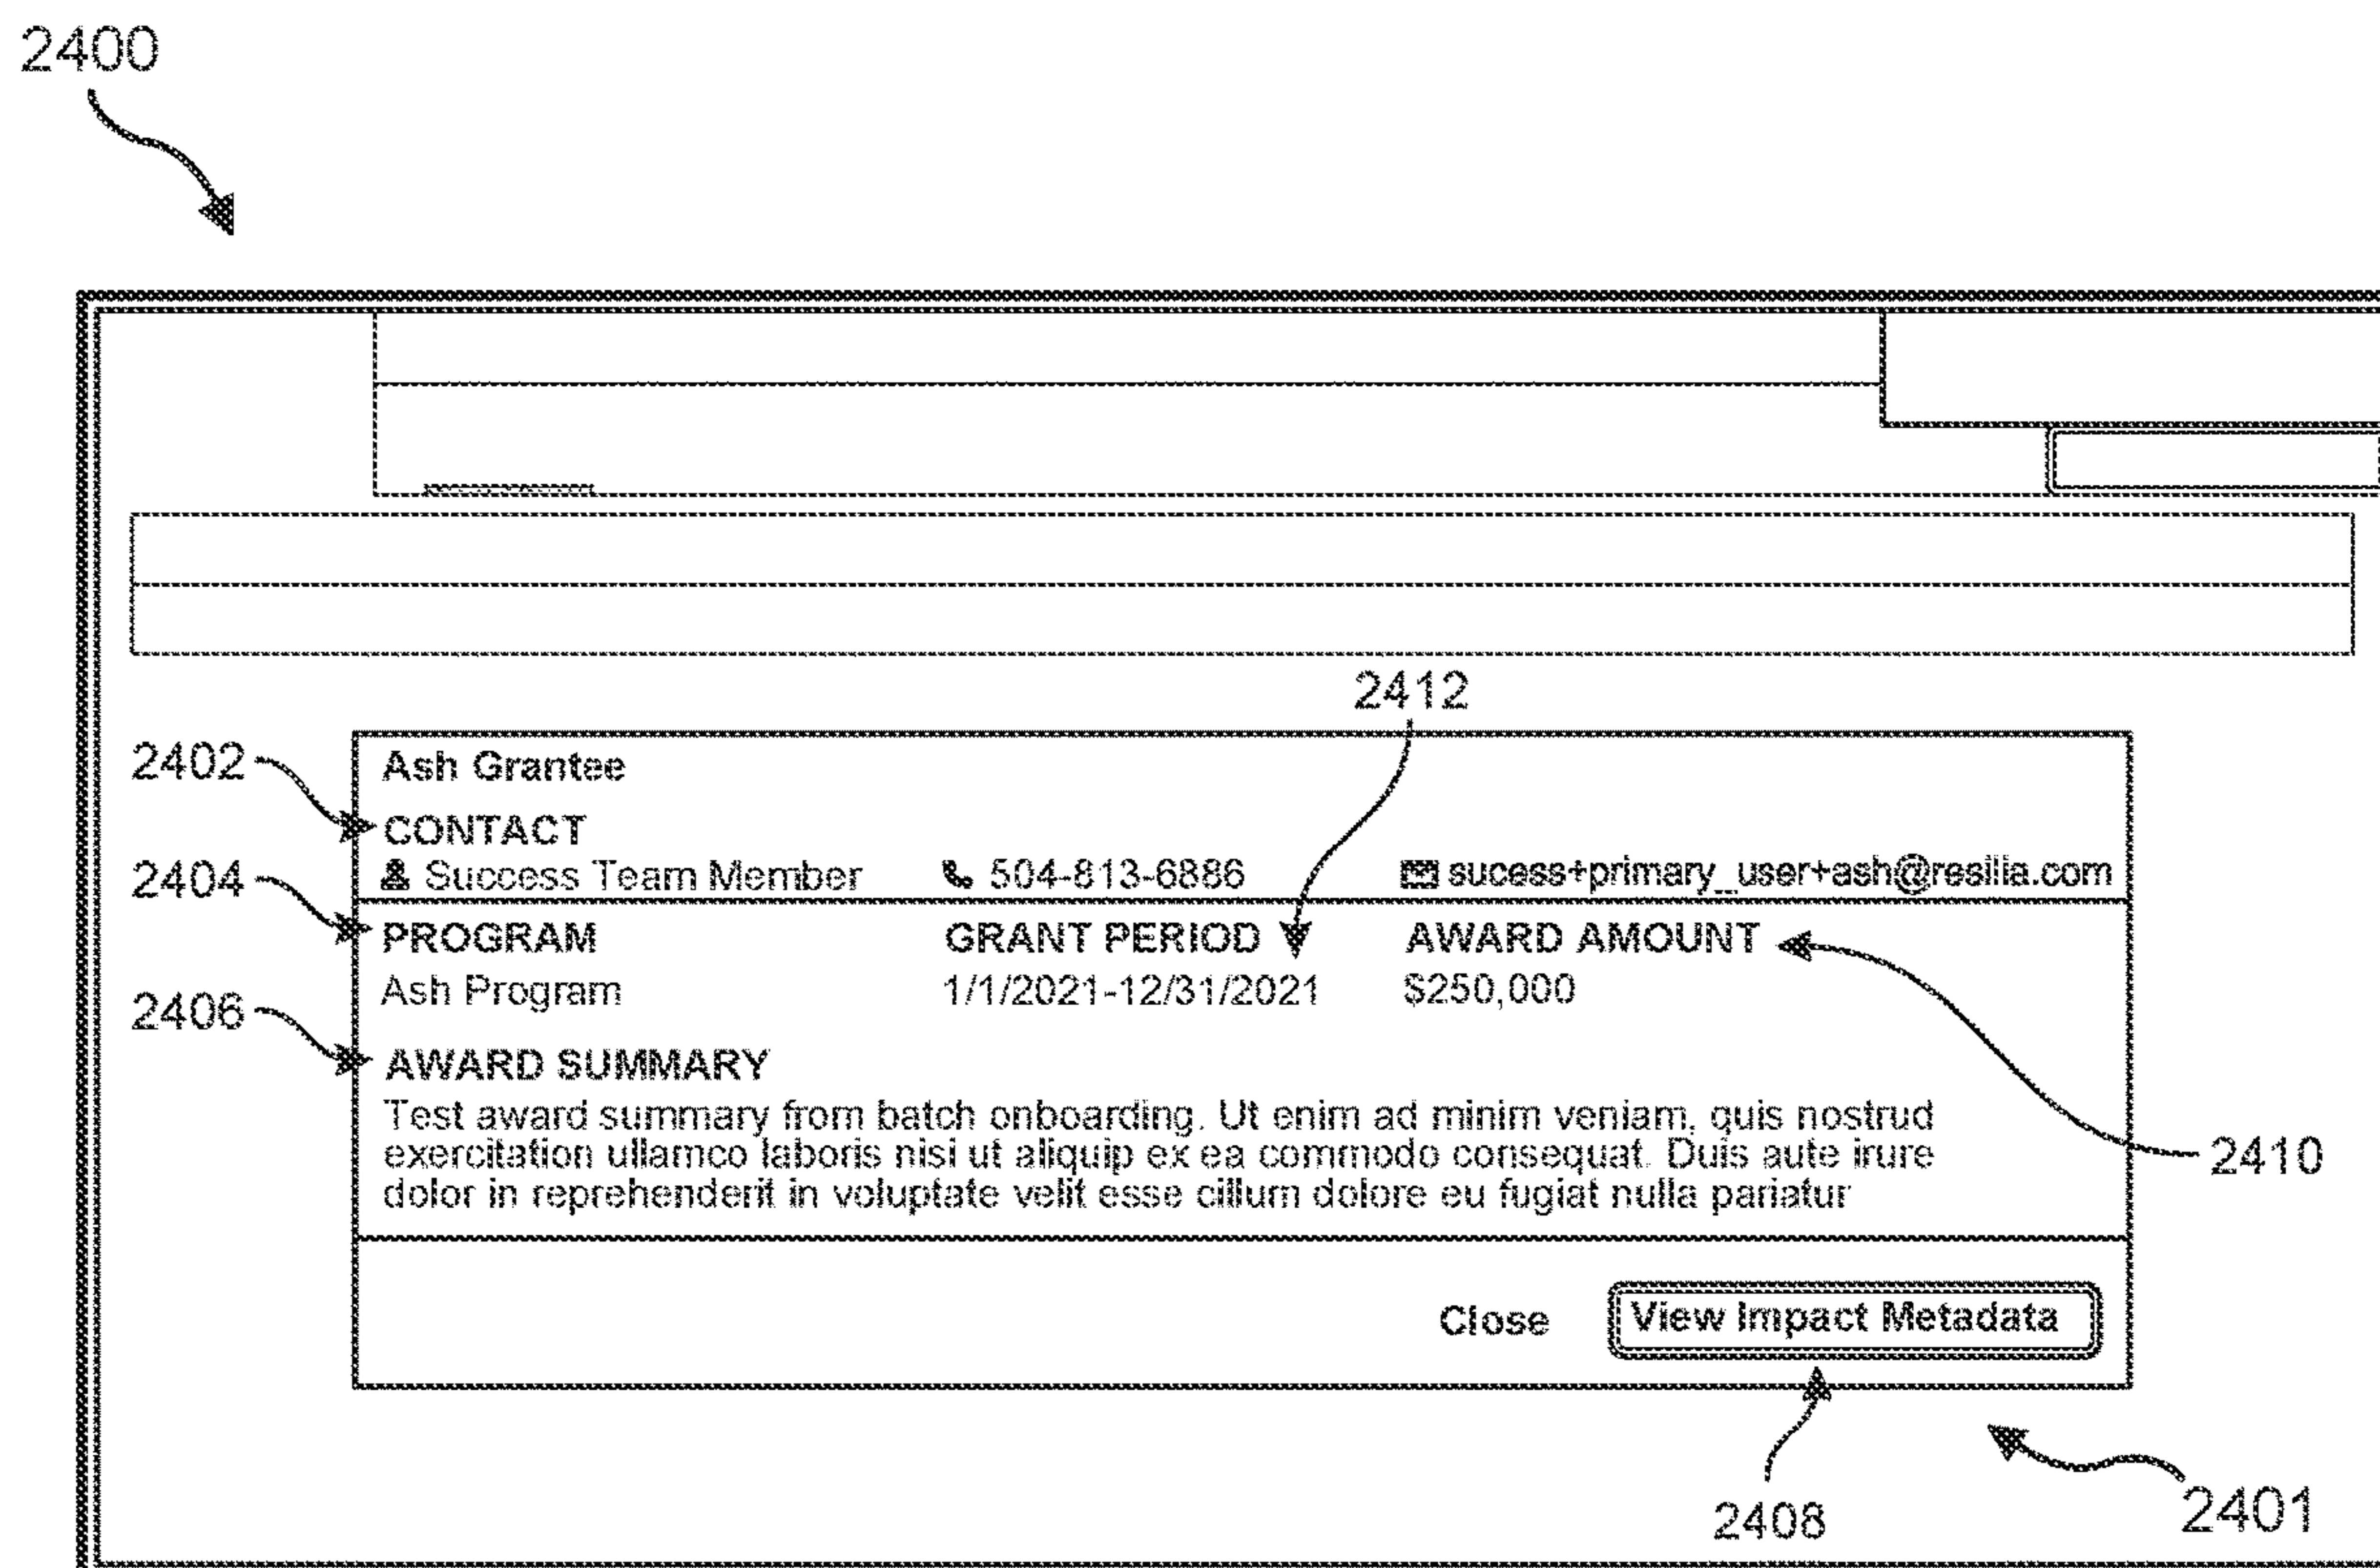 2400
2412
2402
Ash Grantee
CONTACT
2404
Success Team Member 504-813-6886 sucess+primary_user+ash@resilia.com
PROGRAM GRANT PERIOD AWARD AMOUNT
Ash Program 1/1/2021-12/31/2021 $250,000
2406
AWARD SUMMARY
Test award summary from batch onboarding. Ut enim ad minim veniam, quis nostrud
exercitation ullamco laboris nisi ut aliquip ex ea commodo consequat. Duis aute irure
dolor in reprehenderit in voluptate velit esse cillum dolore eu fugiat nulla pariatur
2410
Close View Impact Metadata
2408
2401